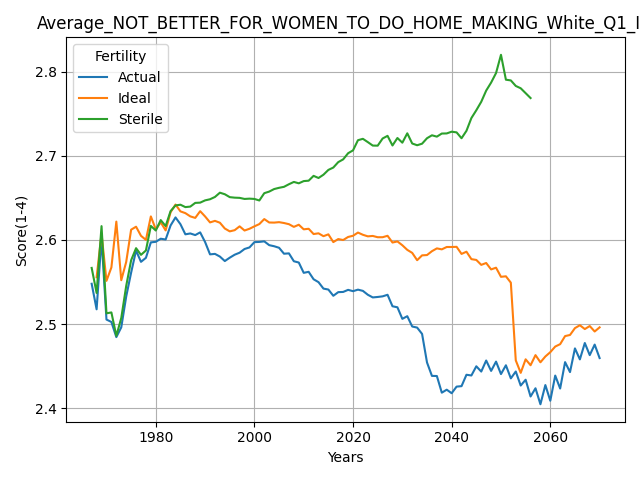 Average_NOT_BETTER_FOR_WOMEN_TO_DO_HOME_MAKING_White_Q1_I
Fertility
Actual
Ideal
Sterile
2.8
2.7
2.6
2.5
2.4
Score(1-4)
1980 2000 2020 2040 2060
Years